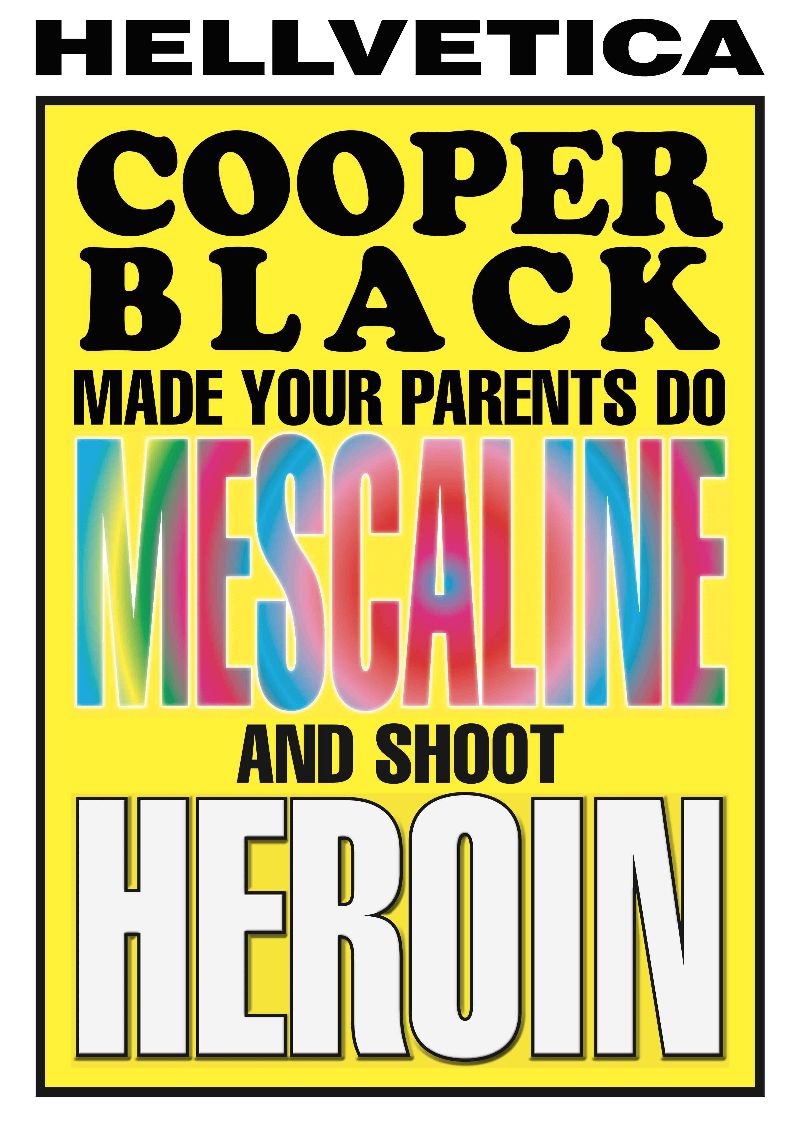 HELLVETICA
COOPER
BLACK
MADE YOUR PARENTS DO
MESCALINE
AND SHOOT
HEROIN